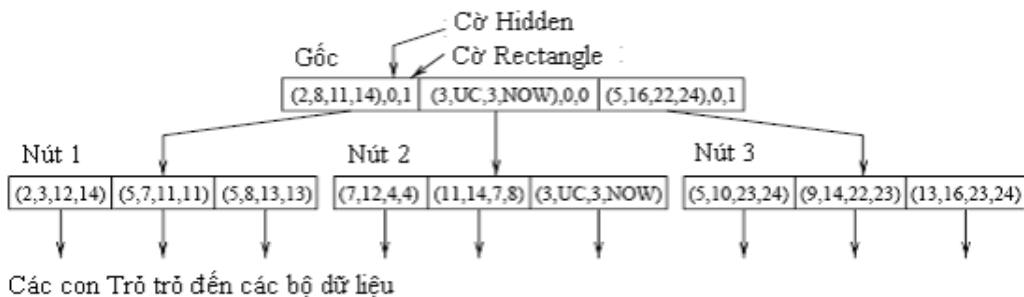 Cờ Hidden
Gốc Cờ Rectangle
(2,8,11,14),0,1 (3,UC,3,NOW),0,0 (5,16,22,24),0,1
Nút 1 Nút 2 Nút 3
(2,3,12,14) (5,7,11,11) (5,8,13,13) (7,12,4,4) (11,14,7,8) (3,UC,3,NOW) (5,10,23,24) (9,14,22,23) (13,16,23,24)
Các con Trỏ trỏ đến các bộ dữ liệu